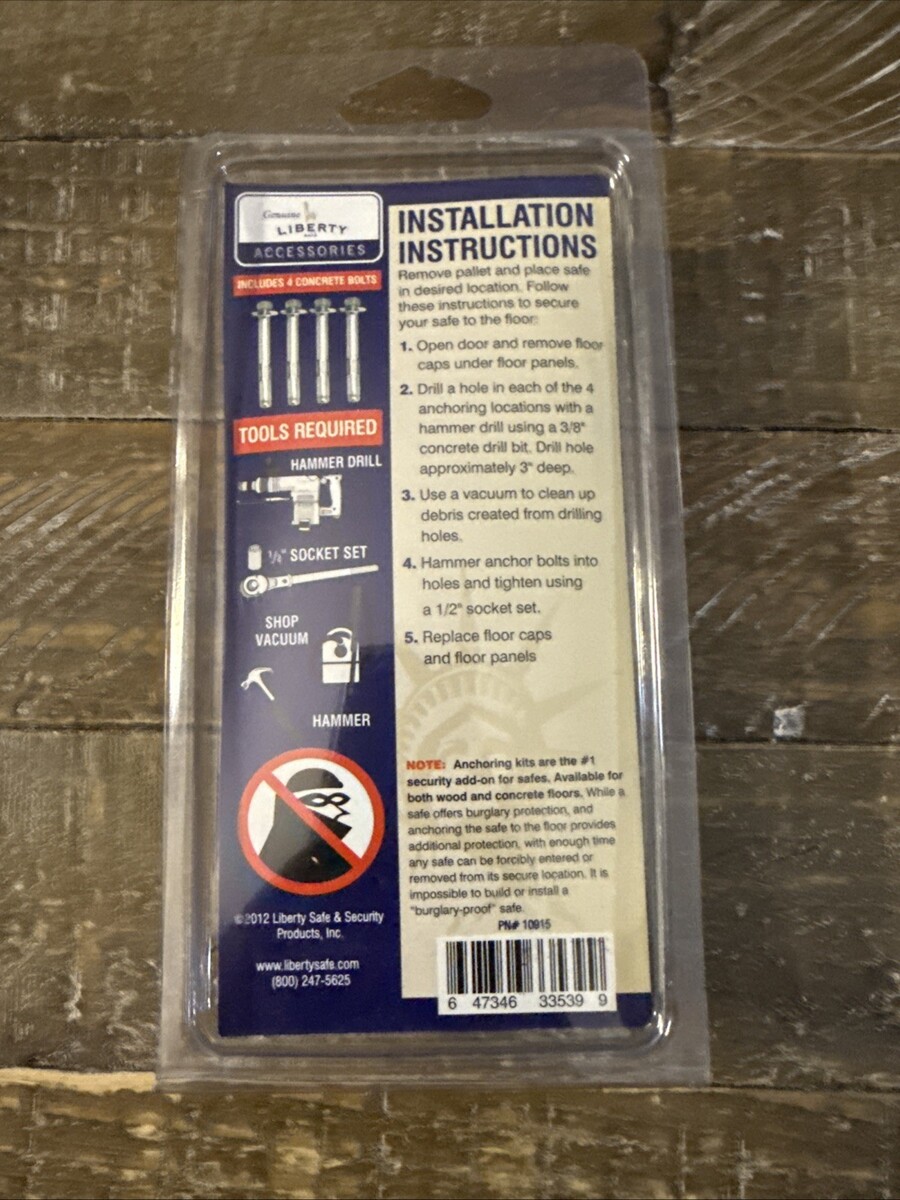 Genuine
LIBERTY
SAFE
ACCESSORIES
INCLUDES 4 CONCRETE BOLTS
TOOLS REQUIRED
HAMMER DRILL
1/2" SOCKET SET
SHOP
VACUUM
HAMMER
©2012 Liberty Safe & Security
Products, Inc.
www.libertysafe.com
(800) 247-5625
INSTALLATION
INSTRUCTIONS
Remove pallet and place safe
in desired location. Follow
these instructions to secure
your safe to the floor:
1. Open door and remove floor
caps under floor panels.
2. Drill a hole in each of the 4
anchoring locations with a
hammer drill using a 3/8"
concrete drill bit. Drill hole
approximately 3" deep.
3. Use a vacuum to clean up
debris created from drilling
holes.
4. Hammer anchor bolts into
holes and tighten using
a 1/2" socket set.
5. Replace floor caps
and floor panels
NOTE: Anchoring kits are the #1
security add-on for safes. Available for
both wood and concrete floors. While a
safe offers burglary protection, and
anchoring the safe to the floor provides
additional protection, with enough time
any safe can be forcibly entered or
removed from its secure location. It is
impossible to build or install a
"burglary-proof" safe.
PN# 10915
6 47346 33539 9